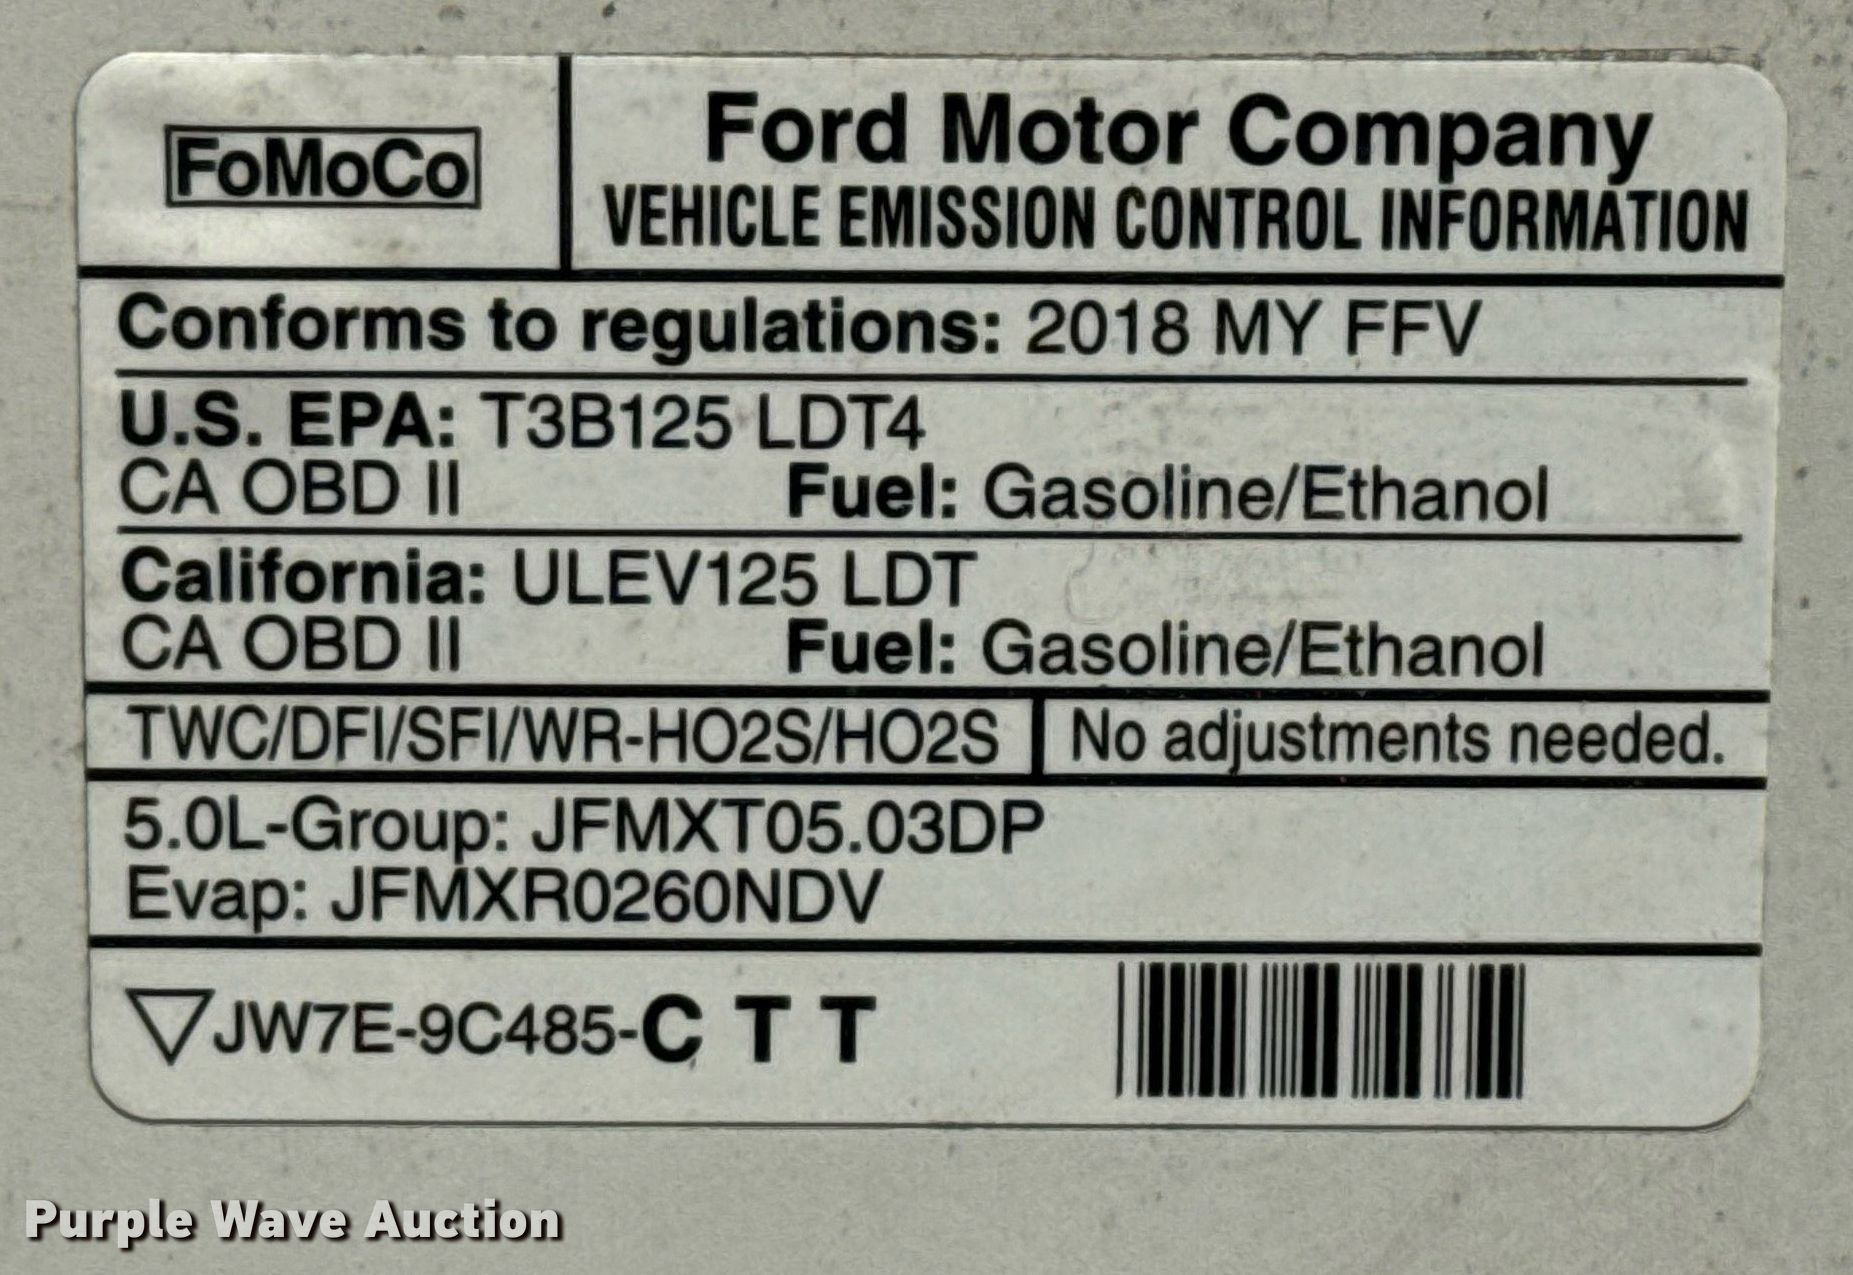 FoMoCo
Ford Motor Company
VEHICLE EMISSION CONTROL INFORMATION
Conforms to regulations: 2018 MY FFV
U.S. EPA: T3B125 LDT4
CA OBD II Fuel: Gasoline/Ethanol
California: ULEV125 LDT
CA OBD II Fuel: Gasoline/Ethanol
TWC/DFI/SFI/WR-HO2S/HO2S No adjustments needed.
5.0L-Group: JFMXT05.03DP
Evap: JFMXR0260NDV
JW7E-9C485-C T T
Purple Wave Auction